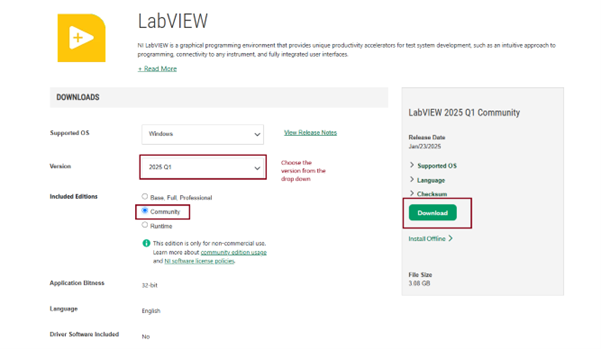 LabVIEW
NI LabVIEW is a graphical programming environment that provides unique productivity accelerators for test system development, such as an intuitive approach to
programming, connectivity to any instrument, and fully integrated user interfaces.
+ Read More
DOWNLOADS
Supported OS
Windows
View Release Notes
Version
2025 Q1
Choose the
version from the
drop down
Included Editions
Base, Full, Professional
Community
Runtime
This edition is only for non-commercial use.
Learn more about community edition usage
and NI software license policies.
Application Bitness
32-bit
Language
English
Driver Software Included
No
LabVIEW 2025 Q1 Community
Release Date
Jan/23/2025
> Supported OS
> Language
> Checksum
Download
Install Offline >
File Size
3.08 GB